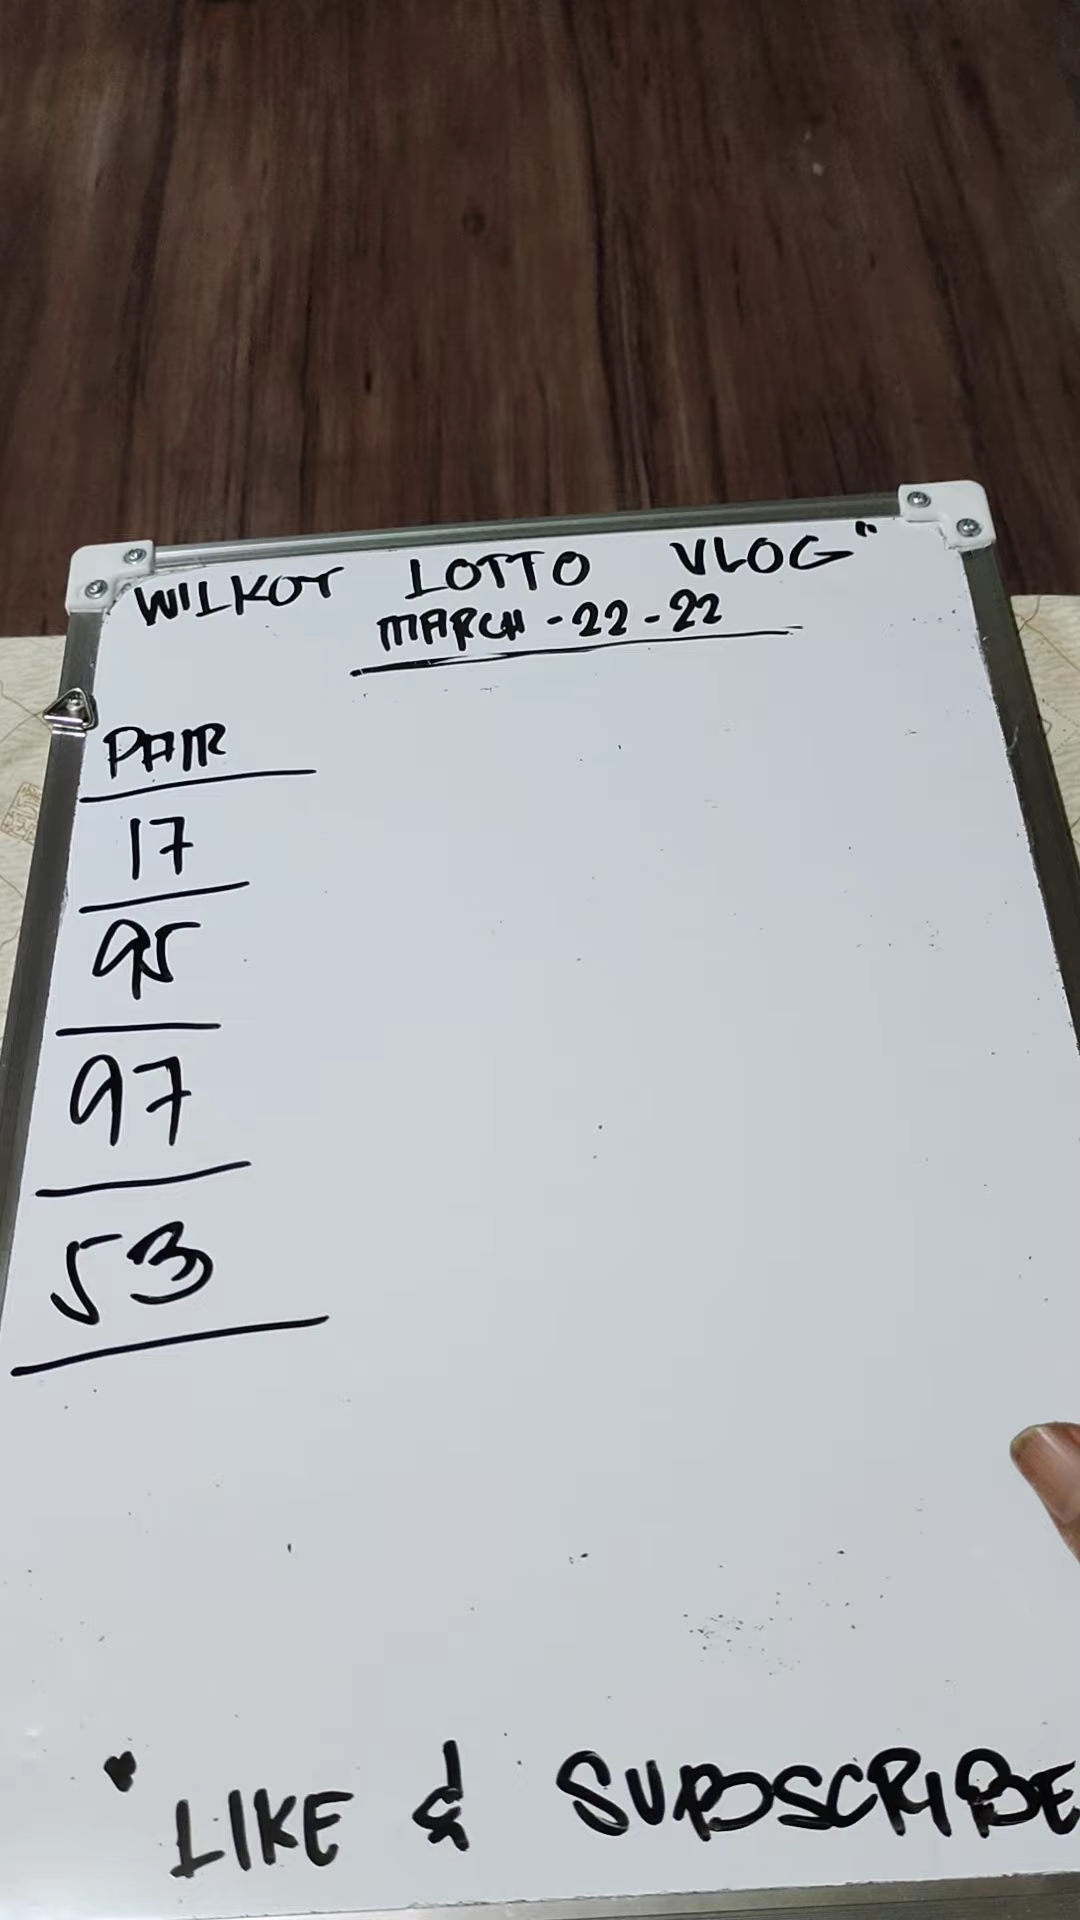 "WILKOT LOTTO VLOG"
MARCH - 22 - 22
PAIR
17
95
97
53
"LIKE & SUBSCRIBE